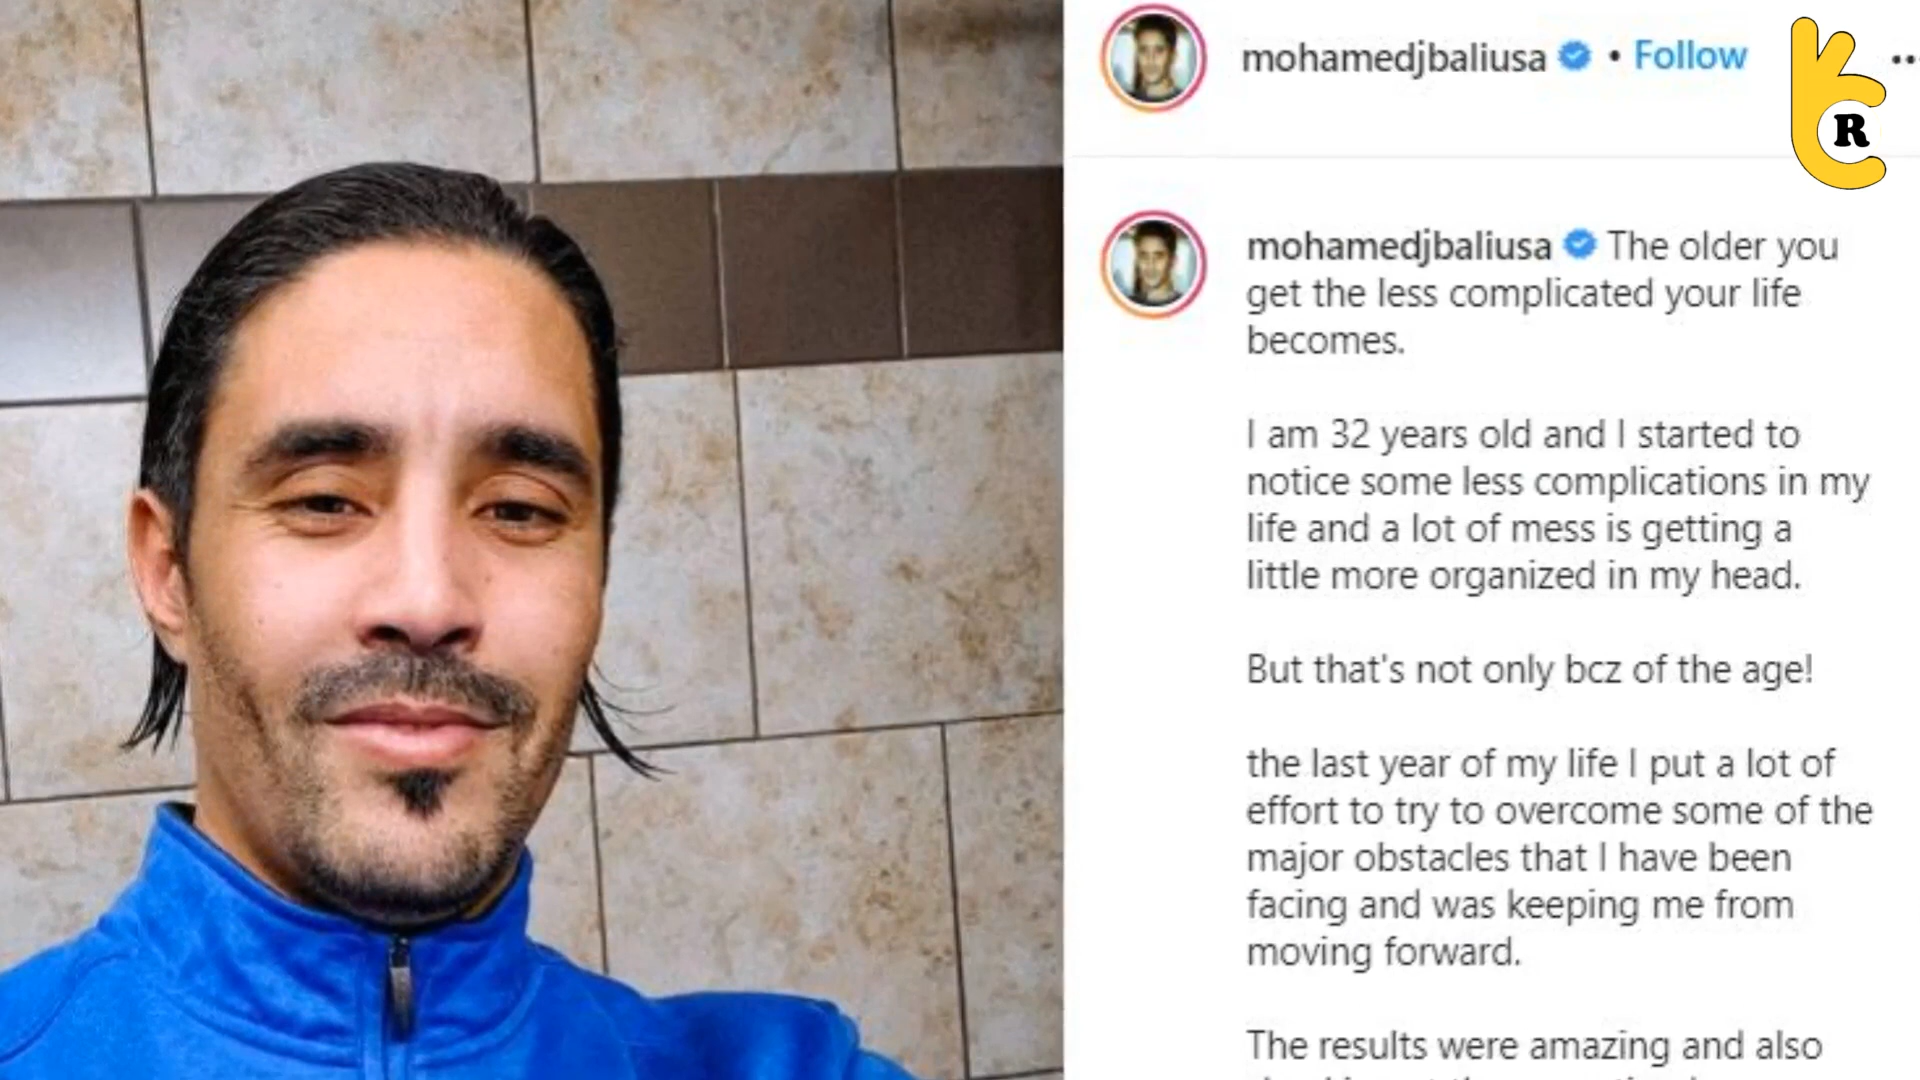 mohamedjbaliusa • Follow
R
mohamedjbaliusa The older you
get the less complicated your life
becomes.
I am 32 years old and I started to
notice some less complications in my
life and a lot of mess is getting a
little more organized in my head.
But that's not only bcz of the age!
the last year of my life I put a lot of
effort to try to overcome some of the
major obstacles that I have been
facing and was keeping me from
moving forward.
The results were amazing and also